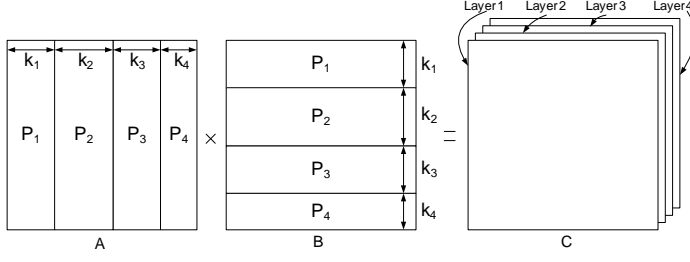 Layer1 Layer2 Layer3 Layer4
k1 k2 k3 k4
P1 P2 P3 P4
A
×
P1 k1
P2 k2
P3 k3
P4 k4
B
=
C